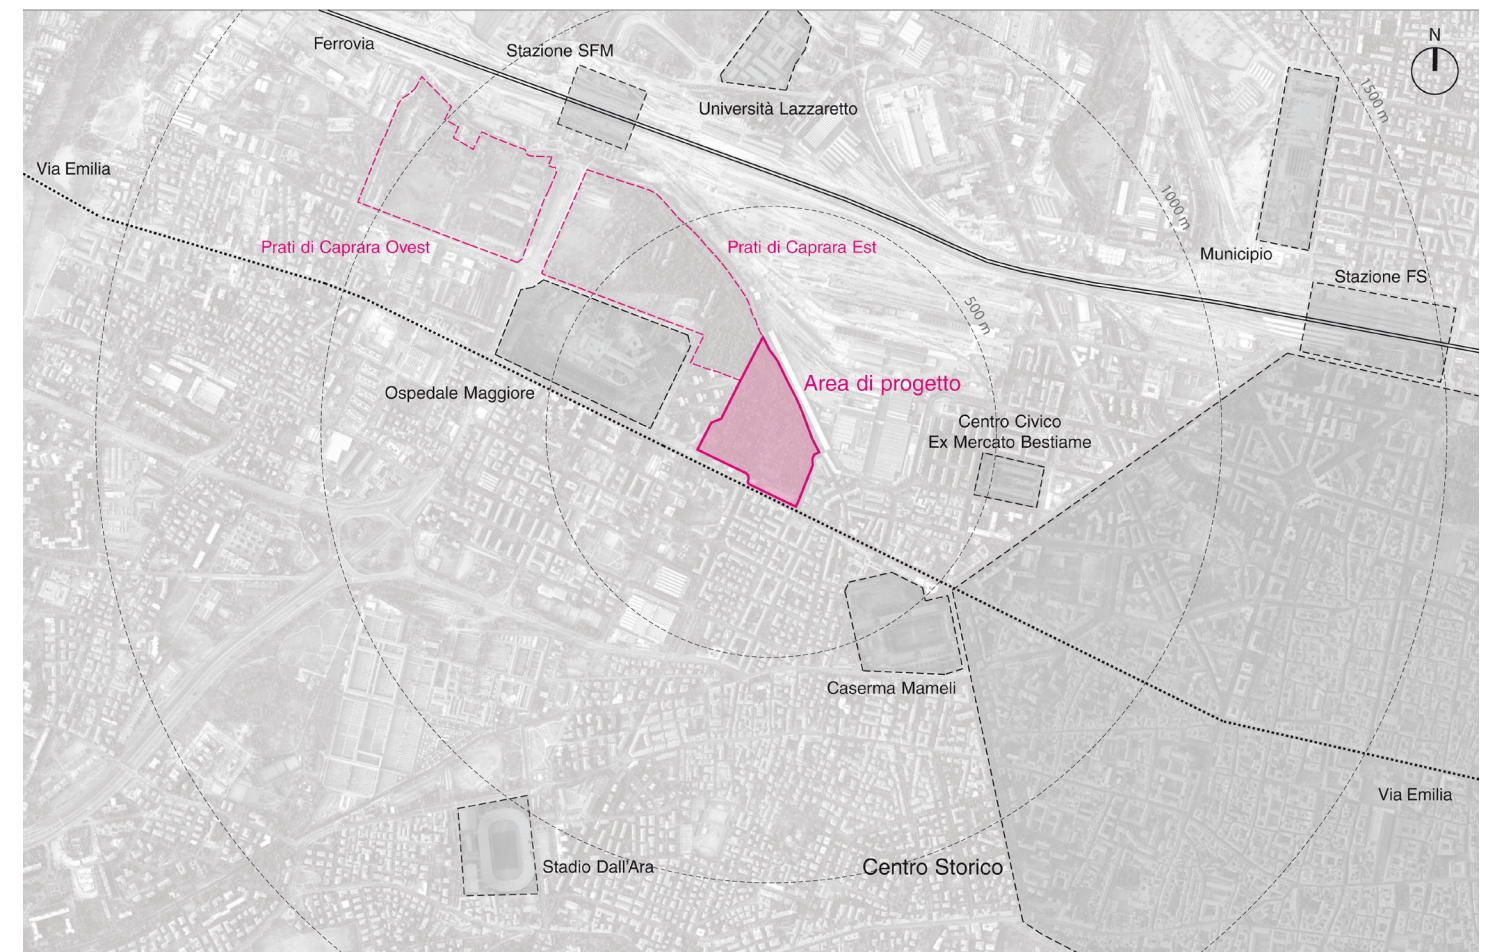 N
Ferrovia
Stazione SFM
Università Lazzaretto
1500 m
Via Emilia
1000 m
Prati di Caprara Ovest
Prati di Caprara Est
Municipio
Stazione FS
500 m
Ospedale Maggiore
Area di progetto
Centro Civico
Ex Mercato Bestiame
Caserma Mameli
Via Emilia
Stadio Dall'Ara
Centro Storico